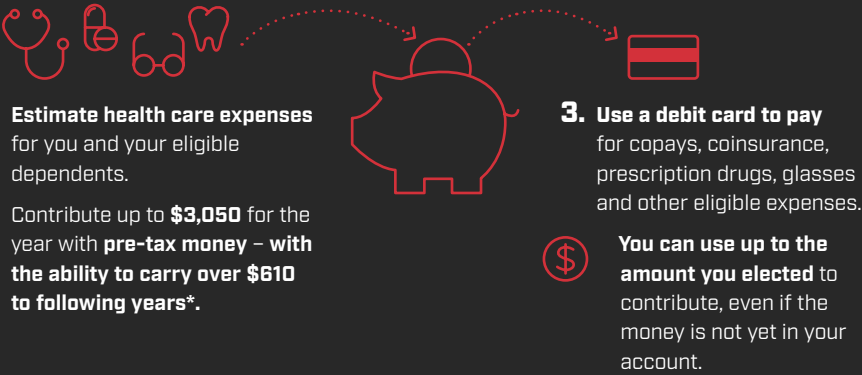 Estimate health care expenses
for you and your eligible
dependents.
Contribute up to $3,050 for the
year with pre-tax money – with
the ability to carry over $610
to following years*.
3. Use a debit card to pay
for copays, coinsurance,
prescription drugs, glasses
and other eligible expenses.
$
You can use up to the
amount you elected to
contribute, even if the
money is not yet in your
account.